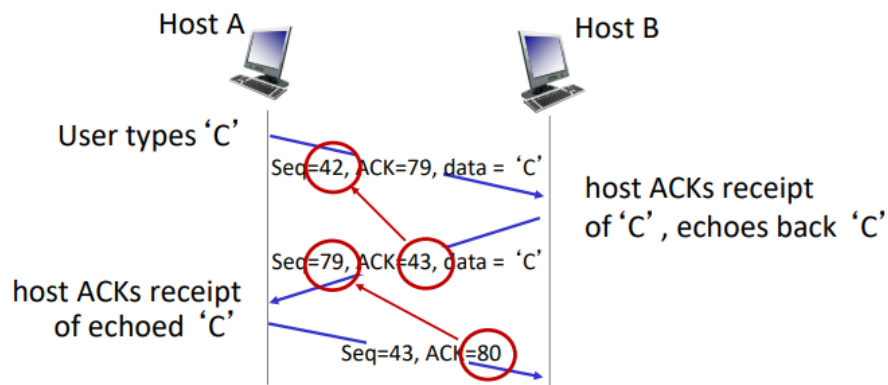 Host A
Host B
User types ‘C’
Seq=42, ACK=79, data = ‘C’
host ACKs receipt
of ‘C’ , echoes back ‘C’
Seq=79, ACK=43, data = ‘C’
host ACKs receipt
of echoed ‘C’
Seq=43, ACK=80